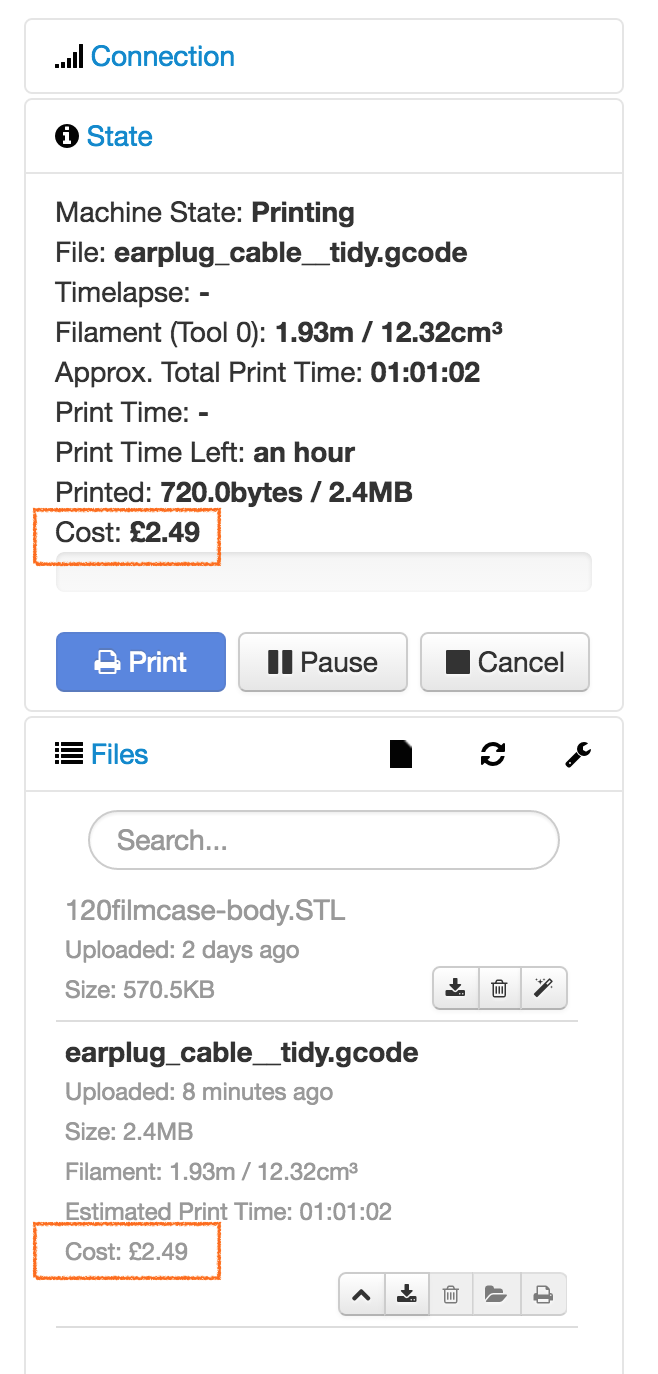 Connection
State
Machine State: Printing
File: earplug_cable__tidy.gcode
Timelapse: -
Filament (Tool 0): 1.93m / 12.32cm³
Approx. Total Print Time: 01:01:02
Print Time: -
Print Time Left: an hour
Printed: 720.0bytes / 2.4MB
Cost: £2.49
Print Pause Cancel
Files
Search...
120filmcase-body.STL
Uploaded: 2 days ago
Size: 570.5KB
earplug_cable__tidy.gcode
Uploaded: 8 minutes ago
Size: 2.4MB
Filament: 1.93m / 12.32cm³
Estimated Print Time: 01:01:02
Cost: £2.49